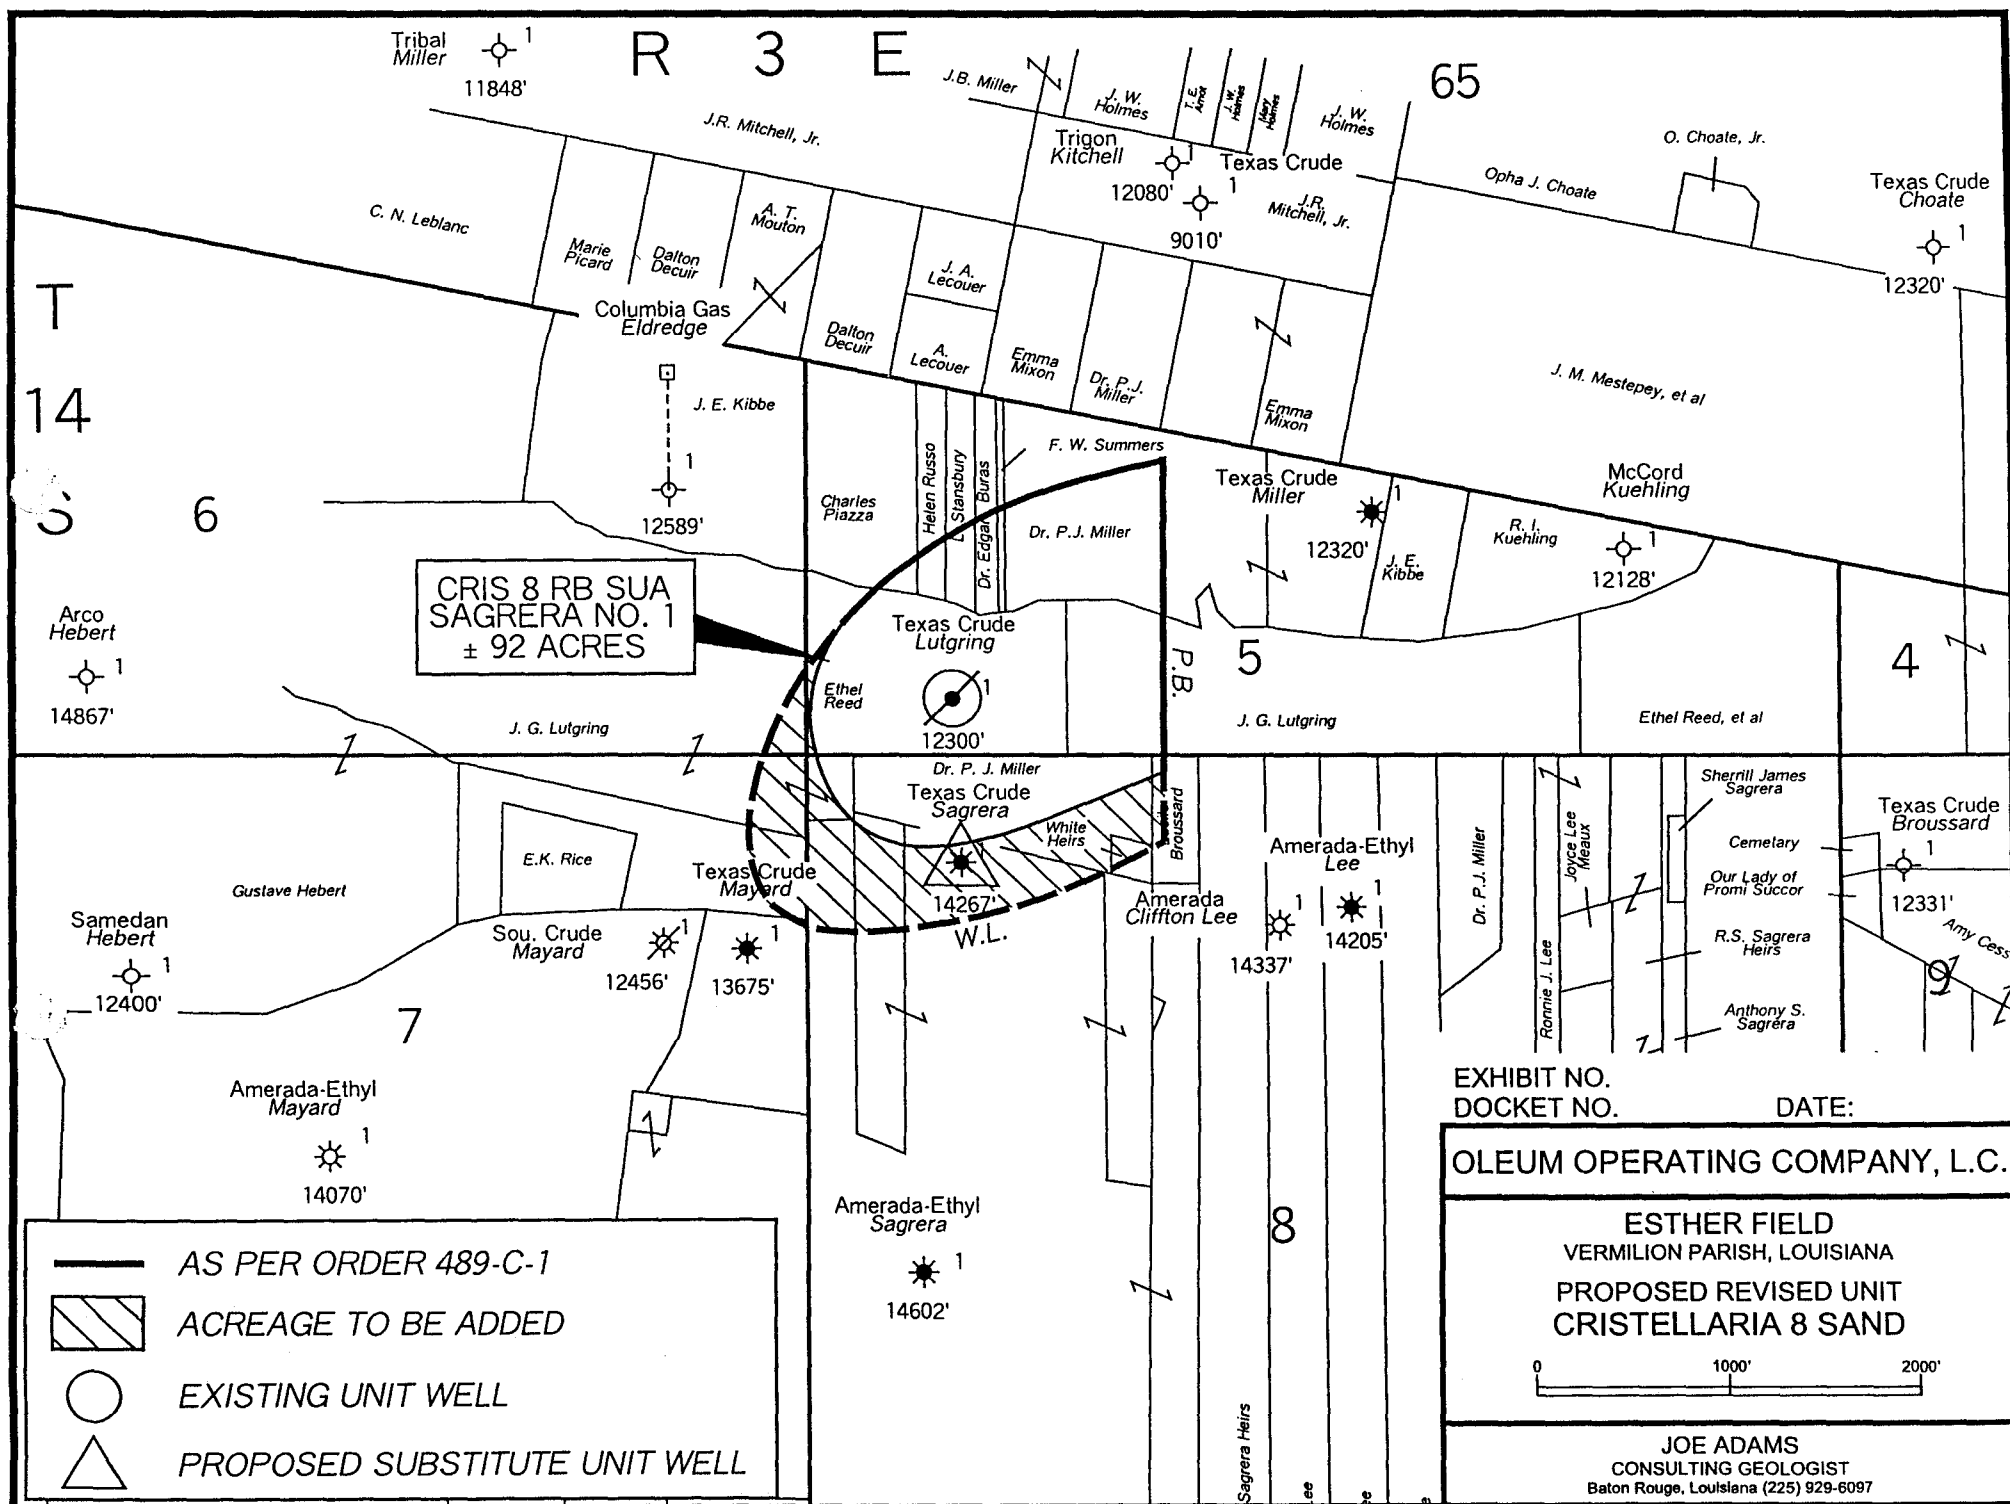 R 3 E
65
Tribal
Miller
1
11848'
J.R. Mitchell, Jr.
J.B. Miller
J. W.
Holmes
T. E.
Arnot
J. W.
Holmes
Mary
Holmes
J. W.
Holmes
Trigon
Kitchell
1
12080'
Texas Crude
1
9010'
J.R.
Mitchell, Jr.
Opha J. Choate
O. Choate, Jr.
Texas Crude
Choate
1
12320'
C. N. Leblanc
Marie
Picard
Dalton
Decuir
A. T.
Mouton
J. A.
Lecouer
Dalton
Decuir
A.
Lecouer
Emma
Mixon
Dr. P.J.
Miller
Emma
Mixon
J. M. Mestepey, et al
T
14
S
6
Columbia Gas
Eldredge
J. E. Kibbe
1
12589'
Charles
Piazza
Helen Russo
L. Stansbury
Dr. Edgar Buras
F. W. Summers
Dr. P.J. Miller
Texas Crude
Miller
1
12320'
J. E.
Kibbe
R. I.
Kuehling
McCord
Kuehling
1
12128'
CRIS 8 RB SUA
SAGRERA NO. 1
± 92 ACRES
Arco
Hebert
1
14867'
J. G. Lutgring
Ethel
Reed
Texas Crude
Lutgring
1
12300'
P.B.
5
J. G. Lutgring
Ethel Reed, et al
4
Dr. P. J. Miller
Texas Crude
Sagrera
14267'
W.L.
White
Heirs
Broussard
E.K. Rice
Gustave Hebert
Texas Crude
Mayard
1
13675'
Sou. Crude
Mayard
1
12456'
Samedan
Hebert
1
12400'
7
Amerada
Cliffton Lee
1
14337'
Amerada-Ethyl
Lee
1
14205'
Dr. P.J. Miller
Joyce Lee
Meaux
Ronnie J. Lee
Sherrill James
Sagrera
Cemetary
Our Lady of
Promi Succor
R.S. Sagrera
Heirs
Anthony S.
Sagrera
Texas Crude
Broussard
1
12331'
Amy Cess
9
Amerada-Ethyl
Mayard
1
14070'
Amerada-Ethyl
Sagrera
1
14602'
8
Sagrera Heirs
ee
ee
e
AS PER ORDER 489-C-1
ACREAGE TO BE ADDED
EXISTING UNIT WELL
PROPOSED SUBSTITUTE UNIT WELL
EXHIBIT NO.
DOCKET NO. DATE:
OLEUM OPERATING COMPANY, L.C.
ESTHER FIELD
VERMILION PARISH, LOUISIANA
PROPOSED REVISED UNIT
CRISTELLARIA 8 SAND
0 1000' 2000'
JOE ADAMS
CONSULTING GEOLOGIST
Baton Rouge, Louisiana (225) 929-6097